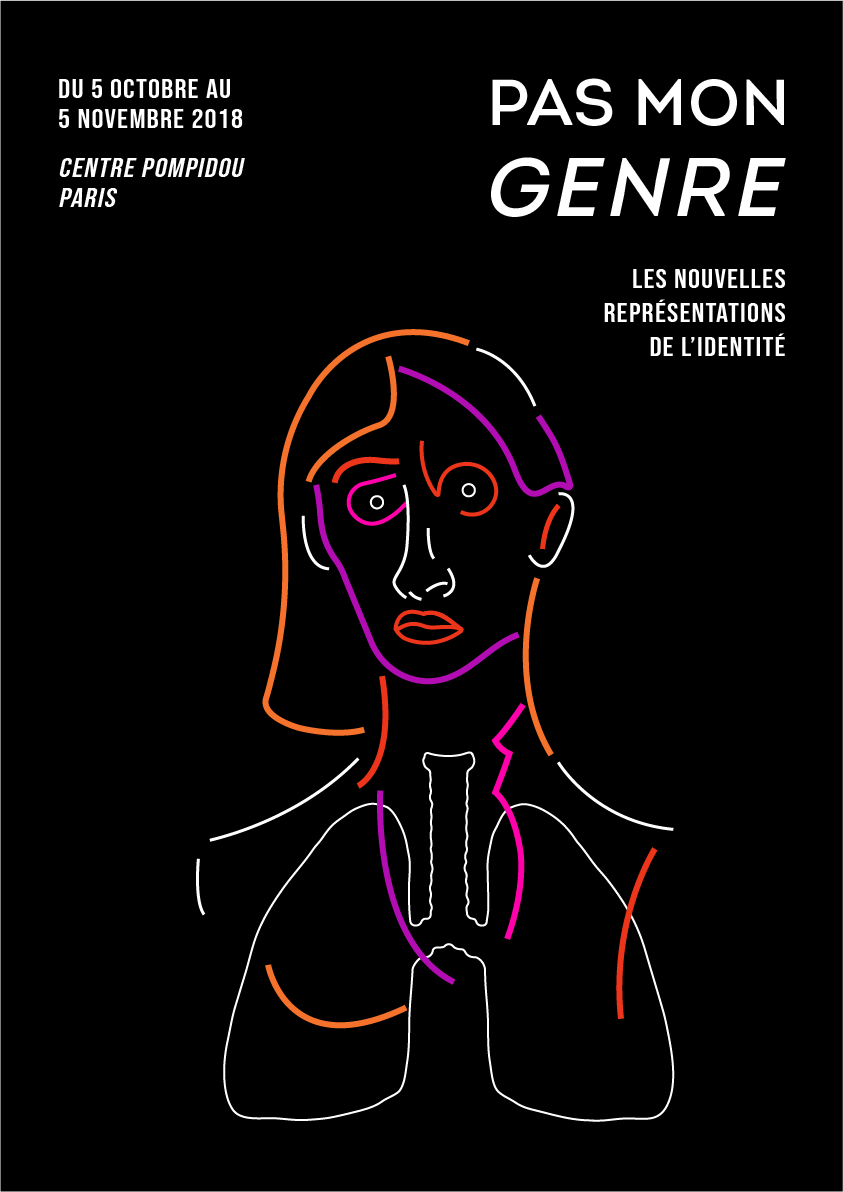 DU 5 OCTOBRE AU
5 NOVEMBRE 2018
CENTRE POMPIDOU
PARIS
PAS MON
GENRE
LES NOUVELLES
REPRÉSENTATIONS
DE L’IDENTITÉ